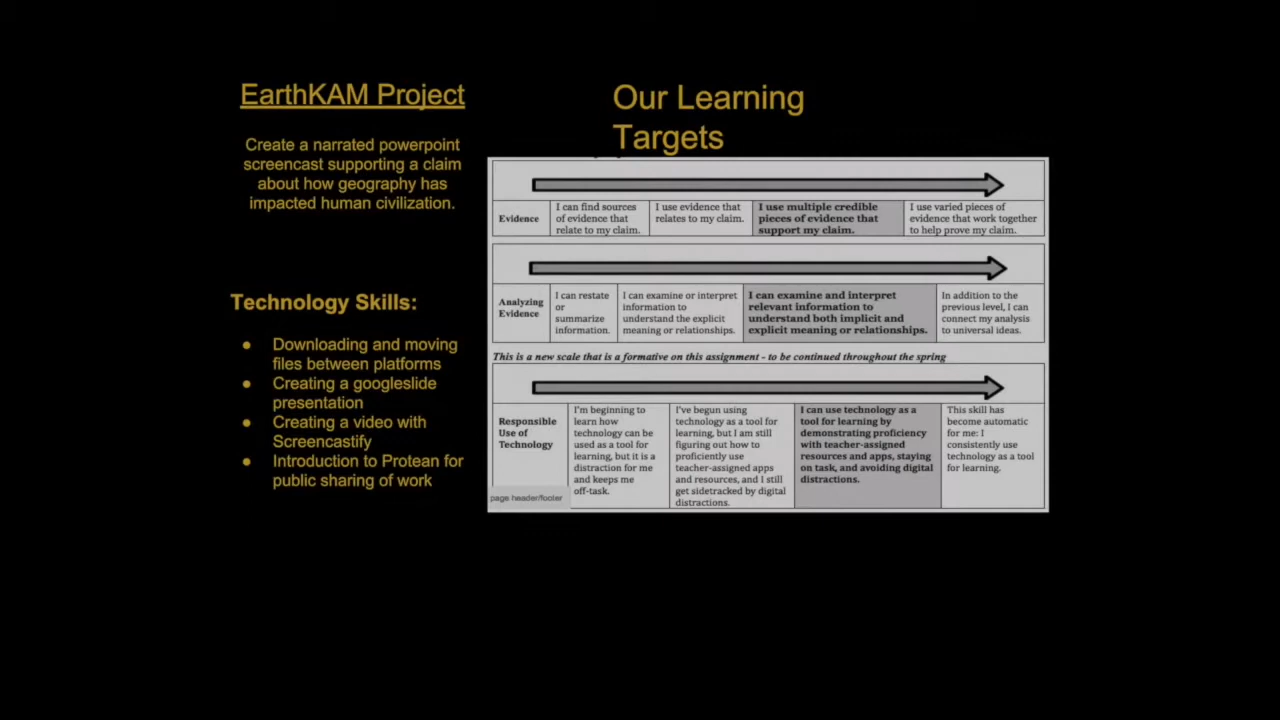 EarthKAM Project
Create a narrated powerpoint
screencast supporting a claim
about how geography has
impacted human civilization.
Technology Skills:
● Downloading and moving
files between platforms
● Creating a googleslide
presentation
● Creating a video with
Screencastify
● Introduction to Protean for
public sharing of work
Our Learning
Targets
Evidence
I can find sources
of evidence that
relate to my claim.
I use evidence that
relates to my claim.
I use multiple credible
pieces of evidence that
support my claim.
I use varied pieces of
evidence that work together
to help prove my claim.
Analyzing
Evidence
I can restate
or
summarize
information.
I can examine or interpret
information to
understand the explicit
meaning or relationships.
I can examine and interpret
relevant information to
understand both implicit and
explicit meaning or relationships.
In addition to the
previous level, I can
connect my analysis
to universal ideas.
This is a new scale that is a formative on this assignment - to be continued throughout the spring
Responsible
Use of
Technology
I'm beginning to
learn how
technology can be
used as a tool for
learning, but it is a
distraction for me
and keeps me
off-task.
I've begun using
technology as a tool for
learning, but I am still
figuring out how to
proficiently use
teacher-assigned apps
and resources, and I still
get sidetracked by digital
distractions.
I can use technology as a
tool for learning by
demonstrating proficiency
with teacher-assigned
resources and apps, staying
on task, and avoiding digital
distractions.
This skill has
become automatic
for me: I
consistently use
technology as a tool
for learning.
page header/footer